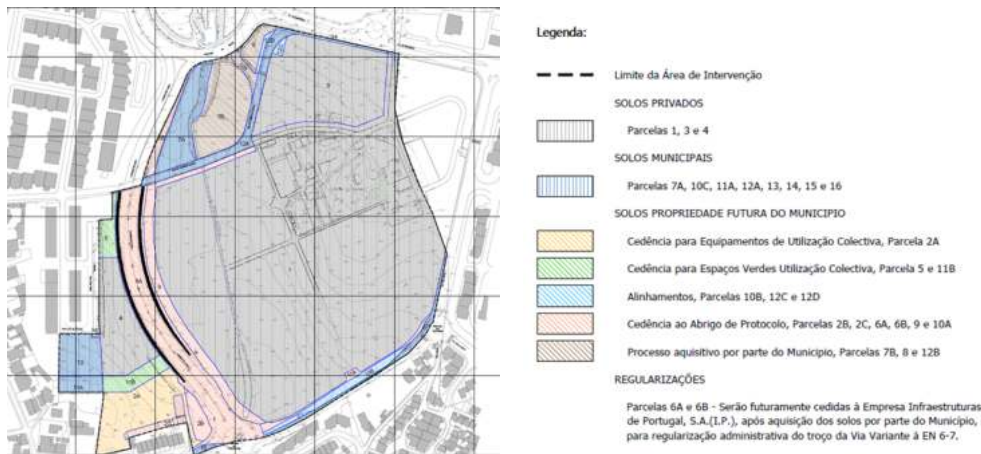 Legenda:
Limite da Área de Intervenção
SOLOS PRIVADOS
Parcelas 1, 3 e 4
SOLOS MUNICIPAIS
Parcelas 7A, 10C, 11A, 12A, 13, 14, 15 e 16
SOLOS PROPRIEDADE FUTURA DO MUNICIPIO
Cedência para Equipamentos de Utilização Colectiva, Parcela 2A
Cedência para Espaços Verdes Utilização Colectiva, Parcela 5 e 11B
Alinhamentos, Parcelas 10B, 12C e 12D
Cedência ao Abrigo de Protocolo, Parcelas 2B, 2C, 6A, 6B, 9 e 10A
Processo aquisitivo por parte do Municipio, Parcelas 7B, 8 e 12B
REGULARIZAÇÕES
Parcelas 6A e 6B - Serão futuramente cedidas à Empresa Infraestruturas
de Portugal, S.A.(I.P.), após aquisição dos solos por parte do Município,
para regularização administrativa do troço da Via Variante à EN 6-7.